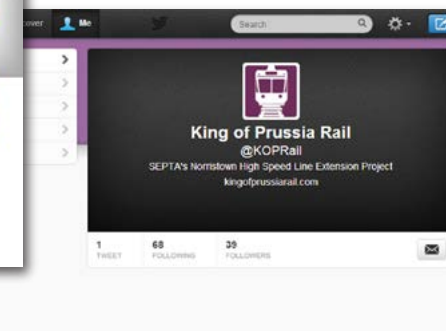 cover Me Search
King of Prussia Rail
@KOPRail
SEPTA's Norristown High Speed Line Extension Project
kingofprussiarail.com
1 68 39
TWEET FOLLOWING FOLLOWERS